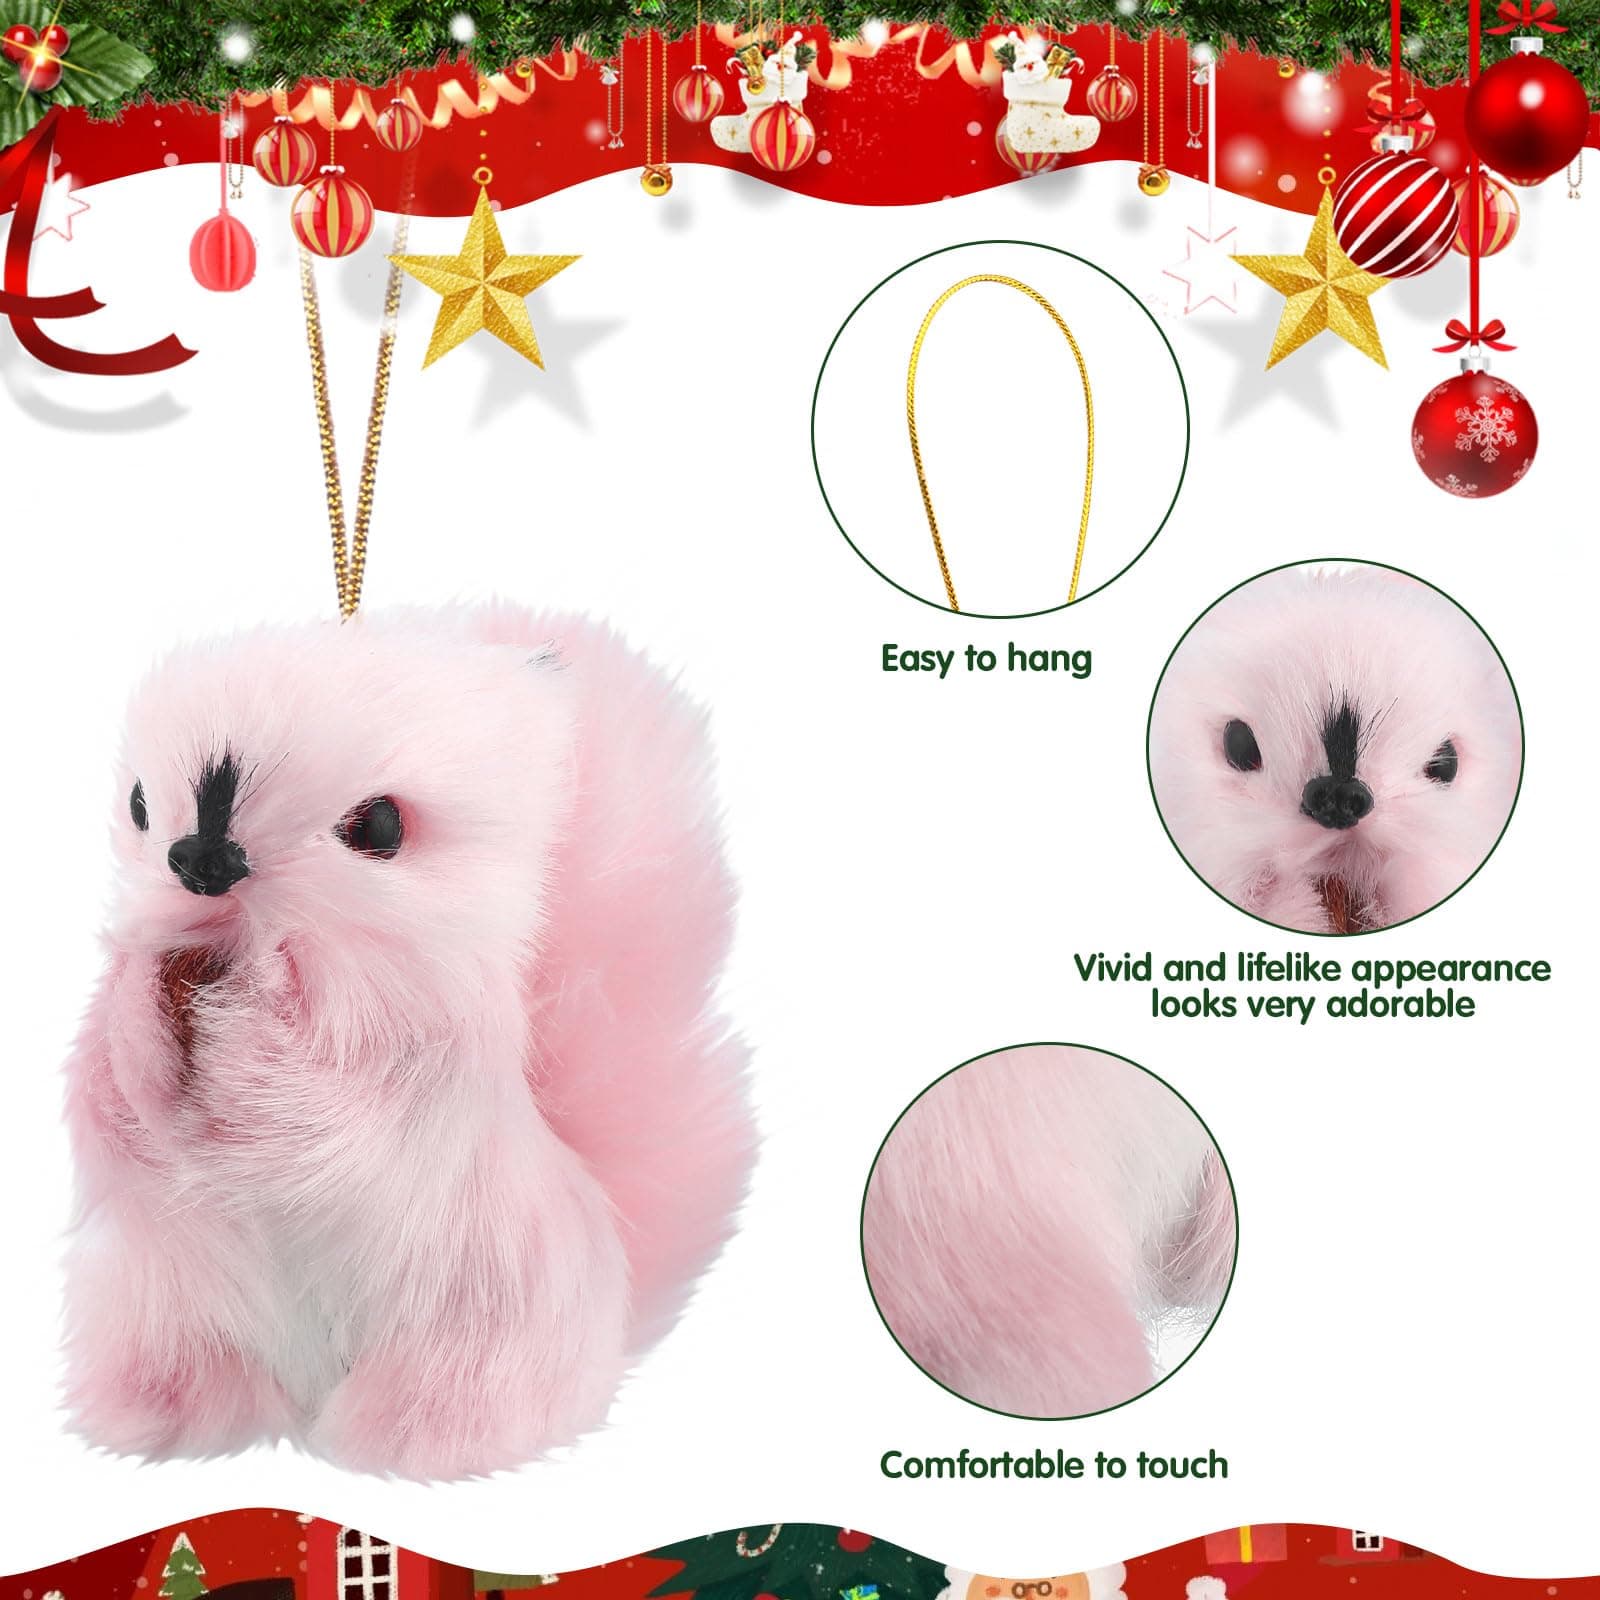 Easy to hang
Vivid and lifelike appearance
looks very adorable
Comfortable to touch